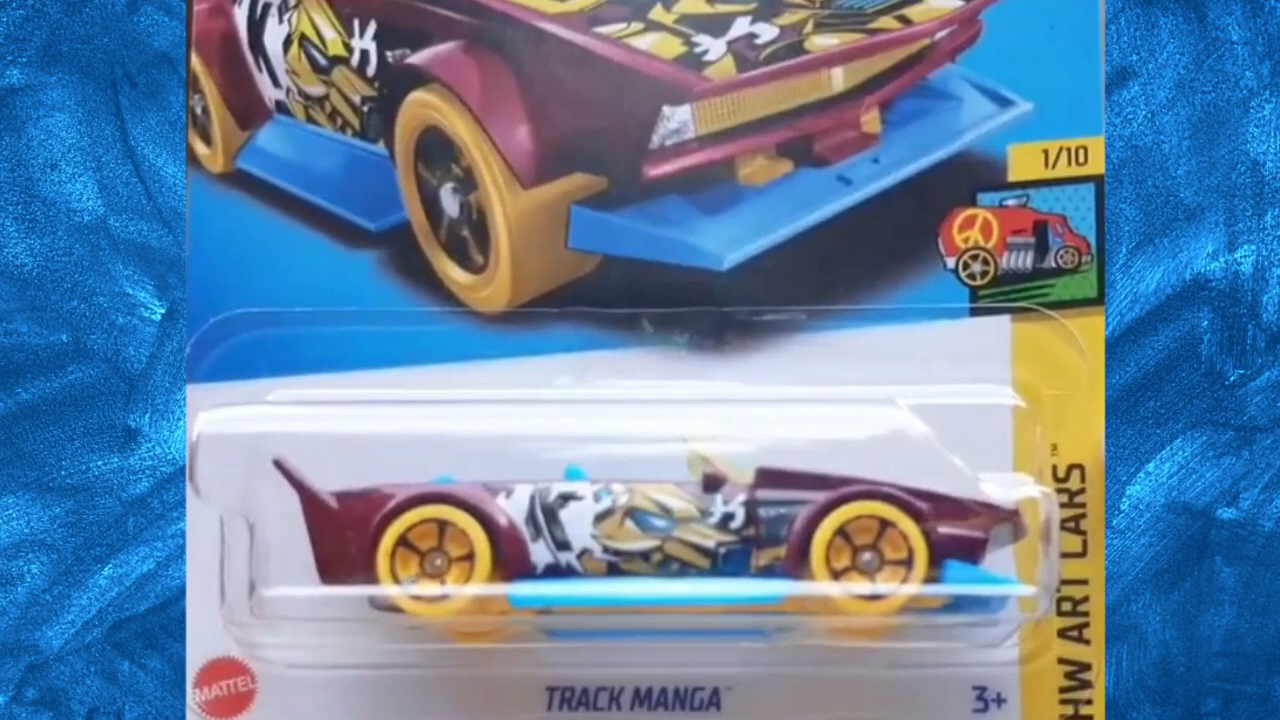 1/10
HW ART CARS™
MATTEL
TRACK MANGA™
3+